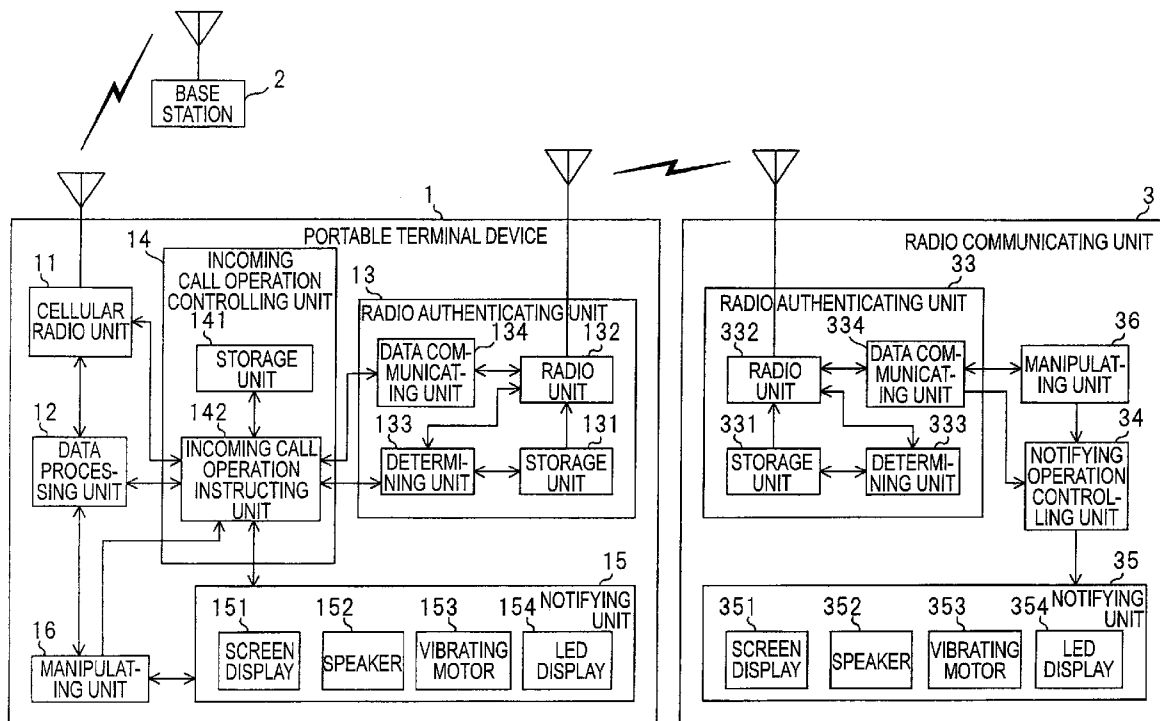 2
BASE
STATION
1
PORTABLE TERMINAL DEVICE
3
RADIO COMMUNICATING UNIT
14
INCOMING
CALL OPERATION
CONTROLLING UNIT
11
CELLULAR
RADIO UNIT
141
STORAGE
UNIT
13
RADIO AUTHENTICATING UNIT
134
DATA COM-
MUNICAT-
ING UNIT
132
RADIO
UNIT
33
RADIO AUTHENTICATING UNIT
332
RADIO
UNIT
334
DATA COM-
MUNICAT-
ING UNIT
36
MANIPULAT-
ING UNIT
12
DATA
PROCES-
SING UNIT
142
INCOMING CALL
OPERATION
INSTRUCTING
UNIT
133
DETERMI-
NING UNIT
131
STORAGE
UNIT
331
STORAGE
UNIT
333
DETERMI-
NING UNIT
34
NOTIFYING
OPERATION
CONTROL-
LING UNIT
15
NOTIFYING
UNIT
151
SCREEN
DISPLAY
152
SPEAKER
153
VIBRATING
MOTOR
154
LED
DISPLAY
16
MANIPULAT-
ING UNIT
35
NOTIFYING
UNIT
351
SCREEN
DISPLAY
352
SPEAKER
353
VIBRATING
MOTOR
354
LED
DISPLAY